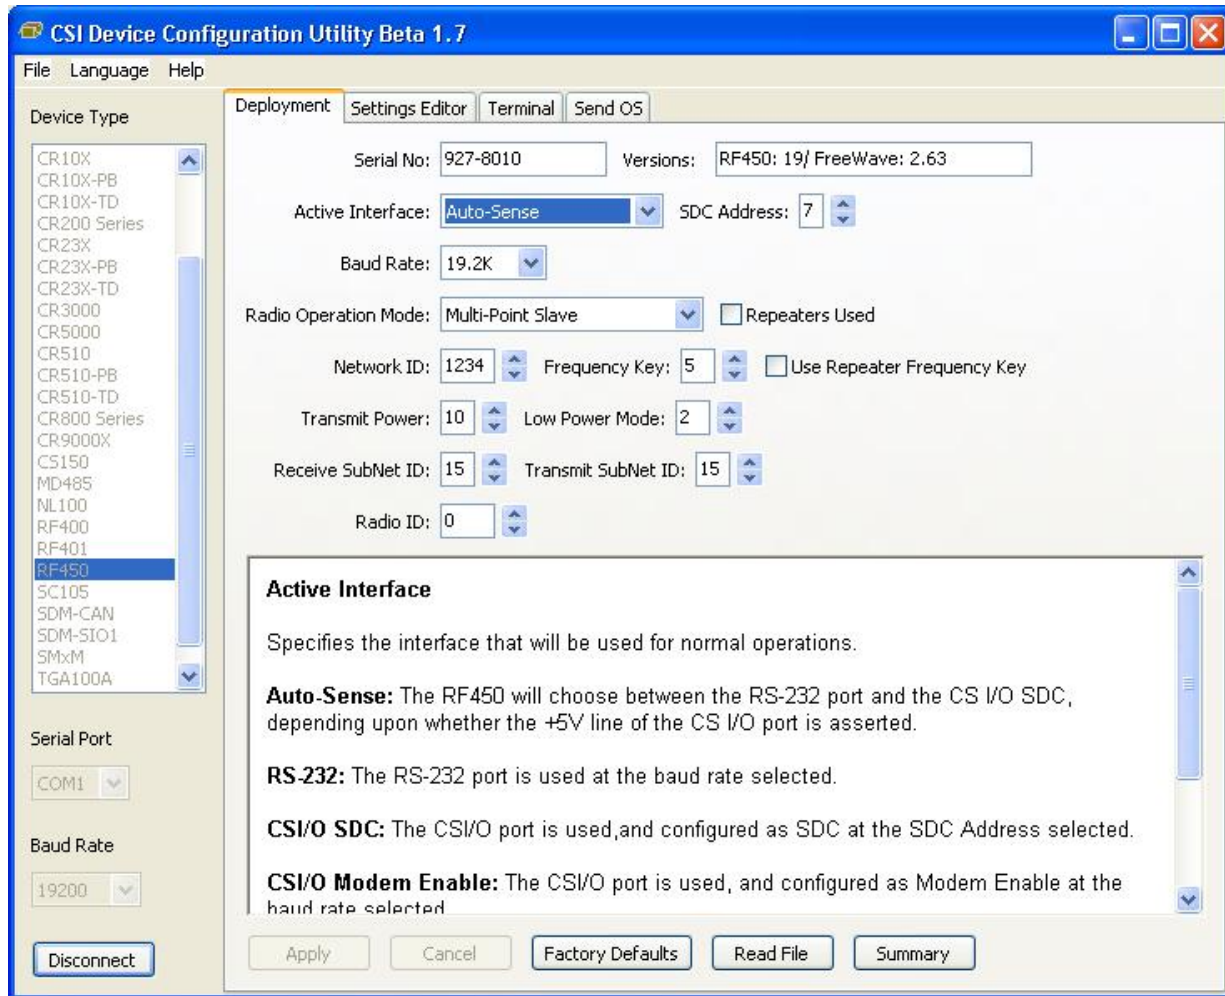 CSI Device Configuration Utility Beta 1.7
File Language Help
Device Type
CR10X
CR10X-PB
CR10X-TD
CR200 Series
CR23X
CR23X-PB
CR23X-TD
CR3000
CR5000
CR510
CR510-PB
CR510-TD
CR800 Series
CR9000X
CS150
MD485
NL100
RF400
RF401
RF450
SC105
SDM-CAN
SDM-SIO1
SMxM
TGA100A
Serial Port
COM1
Baud Rate
19200
Disconnect
Deployment Settings Editor Terminal Send OS
Serial No: 927-8010 Versions: RF450: 19/ FreeWave: 2.63
Active Interface: Auto-Sense SDC Address: 7
Baud Rate: 19.2K
Radio Operation Mode: Multi-Point Slave Repeaters Used
Network ID: 1234 Frequency Key: 5 Use Repeater Frequency Key
Transmit Power: 10 Low Power Mode: 2
Receive SubNet ID: 15 Transmit SubNet ID: 15
Radio ID: 0
Active Interface
Specifies the interface that will be used for normal operations.
Auto-Sense: The RF450 will choose between the RS-232 port and the CS I/O SDC,
depending upon whether the +5V line of the CS I/O port is asserted.
RS-232: The RS-232 port is used at the baud rate selected.
CSI/O SDC: The CSI/O port is used,and configured as SDC at the SDC Address selected.
CSI/O Modem Enable: The CSI/O port is used, and configured as Modem Enable at the
baud rate selected
Apply Cancel Factory Defaults Read File Summary